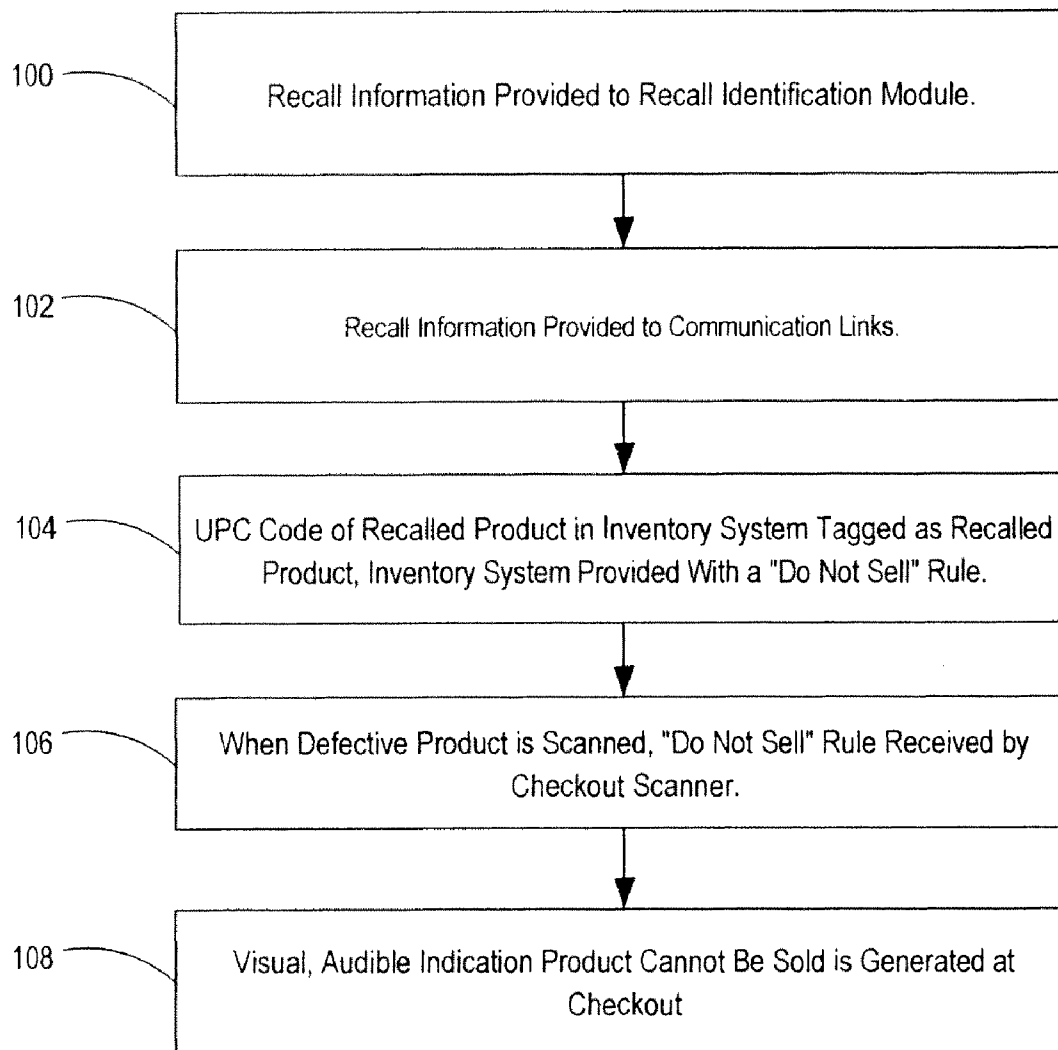 100
Recall Information Provided to Recall Identification Module.
102
Recall Information Provided to Communication Links.
104
UPC Code of Recalled Product in Inventory System Tagged as Recalled
Product, Inventory System Provided With a "Do Not Sell" Rule.
106
When Defective Product is Scanned, "Do Not Sell" Rule Received by
Checkout Scanner.
108
Visual, Audible Indication Product Cannot Be Sold is Generated at
Checkout